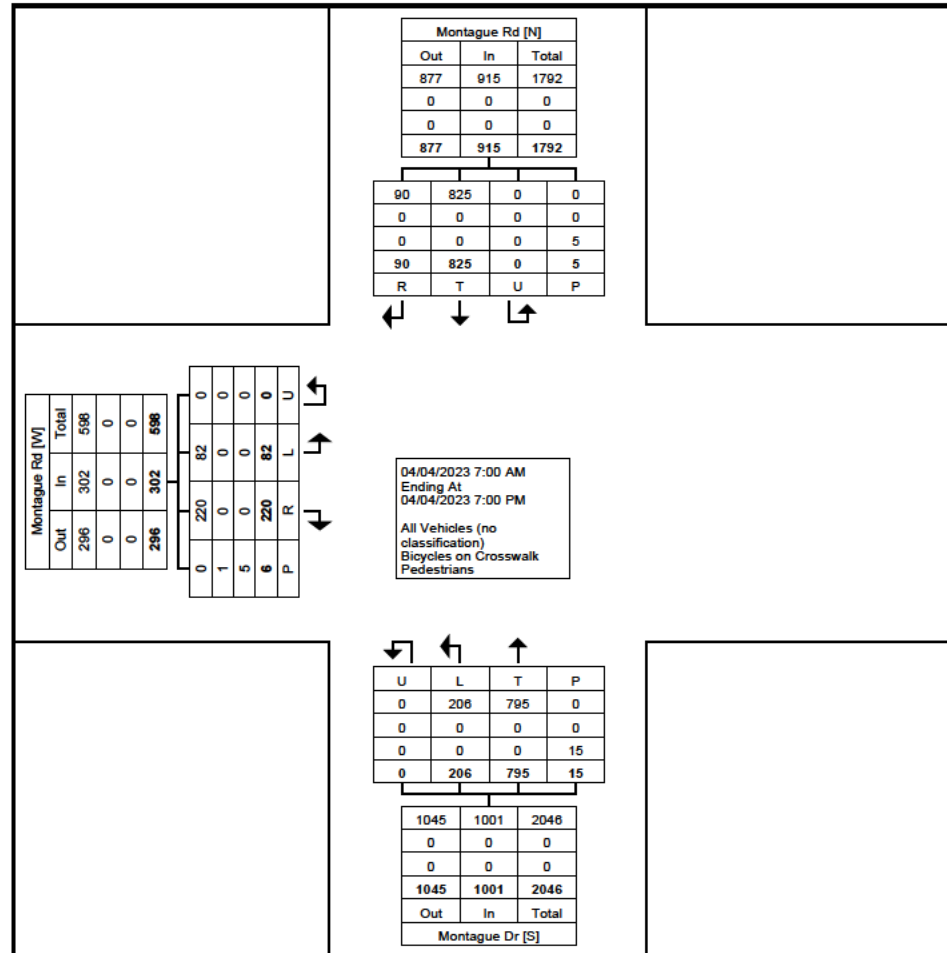 Montague Rd [N]
Out In Total
877 915 1792
0 0 0
0 0 0
877 915 1792
90 825 0 0
0 0 0 0
0 0 0 5
90 825 0 5
R T U P
Montague Rd [W]
Out In Total
296 302 598
0 0 0
0 0 0
296 302 598
0 220 82 0
1 0 0 0
5 0 0 0
6 220 82 0
P R L U
04/04/2023 7:00 AM
Ending At
04/04/2023 7:00 PM
All Vehicles (no
classification)
Bicycles on Crosswalk
Pedestrians
U L T P
0 206 795 0
0 0 0 0
0 0 0 15
0 206 795 15
1045 1001 2046
0 0 0
0 0 0
1045 1001 2046
Out In Total
Montague Dr [S]